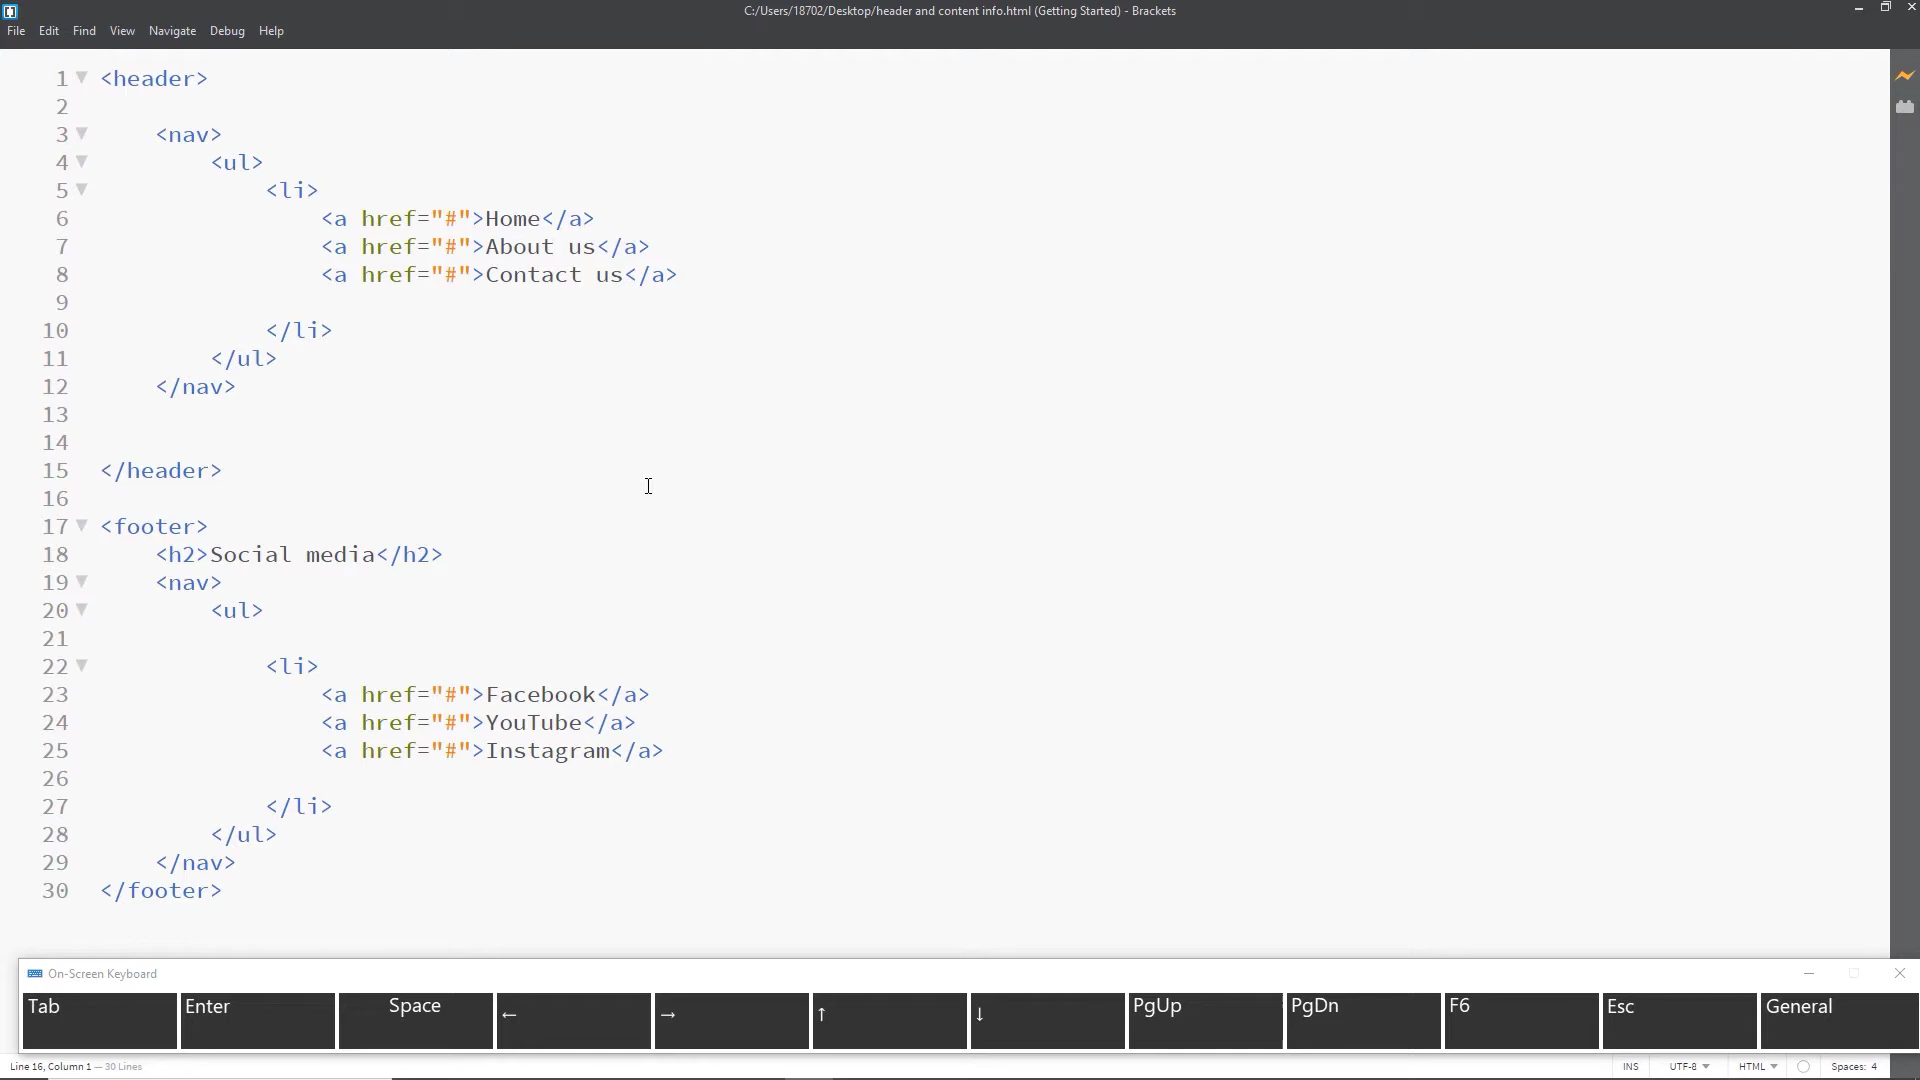 C:/Users/18702/Desktop/header and content info.html (Getting Started) - Brackets
File Edit Find View Navigate Debug Help
1 <header>
2
3 <nav>
4 <ul>
5 <li>
6 <a href="#">Home</a>
7 <a href="#">About us</a>
8 <a href="#">Contact us</a>
9
10 </li>
11 </ul>
12 </nav>
13
14
15 </header>
16
17 <footer>
18 <h2>Social media</h2>
19 <nav>
20 <ul>
21
22 <li>
23 <a href="#">Facebook</a>
24 <a href="#">YouTube</a>
25 <a href="#">Instagram</a>
26
27 </li>
28 </ul>
29 </nav>
30 </footer>
On-Screen Keyboard
Tab Enter Space ← → ↑ ↓ PgUp PgDn F6 Esc General
Line 16, Column 1 — 30 Lines INS UTF-8 HTML Spaces: 4